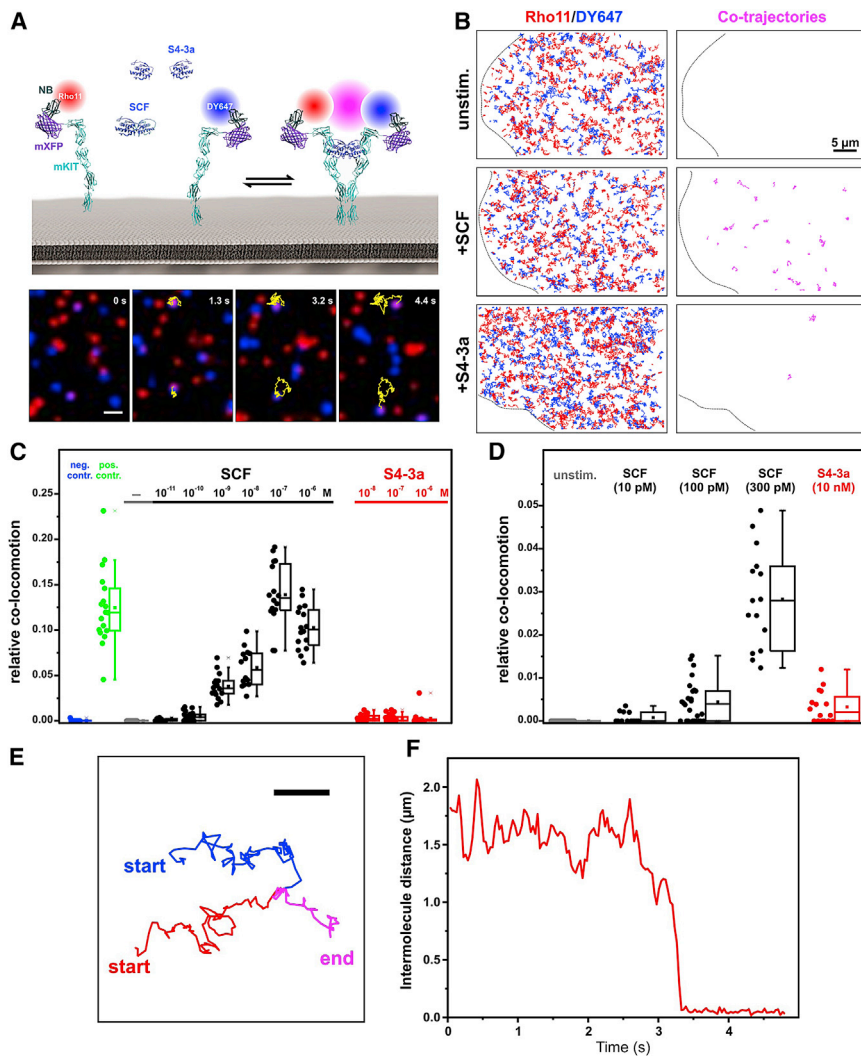 A
S4-3a
NB
Rho11
SCF
DY647
mXFP
mKIT
0 s
1.3 s
3.2 s
4.4 s
B
Rho11/DY647
Co-trajectories
unstim.
5 µm
+SCF
+S4-3a
C
neg. contr.
pos. contr.
SCF
S4-3a
— 10⁻¹¹ 10⁻¹⁰ 10⁻⁹ 10⁻⁸ 10⁻⁷ 10⁻⁶ M
10⁻⁸ 10⁻⁷ 10⁻⁶ M
relative co-locomotion
0.25
0.20
0.15
0.10
0.05
0.00
D
unstim.
SCF
(10 pM)
SCF
(100 pM)
SCF
(300 pM)
S4-3a
(10 nM)
relative co-locomotion
0.05
0.04
0.03
0.02
0.01
0.00
E
start
start
end
F
Intermolecule distance (µm)
2.0
1.5
1.0
0.5
0.0
0 1 2 3 4
Time (s)